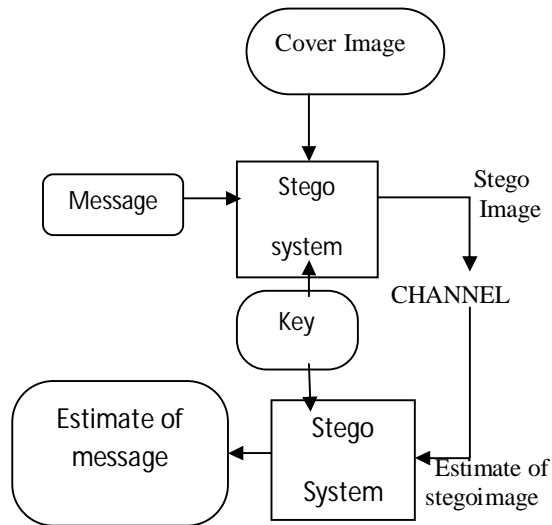 Cover Image
Message
Stego
system
Stego
Image
CHANNEL
Key
Estimate of
message
Stego
System
Estimate of
stegoimage